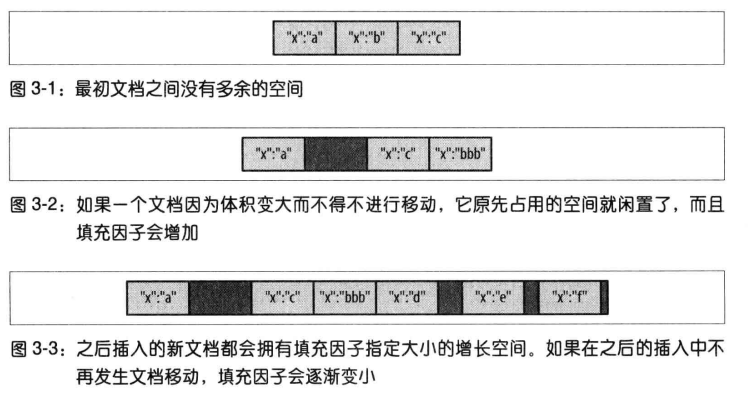 "x":"a" "x":"b" "x":"c"
图 3-1：最初文档之间没有多余的空间
"x":"a" "x":"c" "x":"bbb"
图 3-2：如果一个文档因为体积变大而不得不进行移动，它原先占用的空间就闲置了，而且
填充因子会增加
"x":"a" "x":"c" "x":"bbb" "x":"d" "x":"e" "x":"f"
图 3-3：之后插入的新文档都会拥有填充因子指定大小的增长空间。如果在之后的插入中不
再发生文档移动，填充因子会逐渐变小